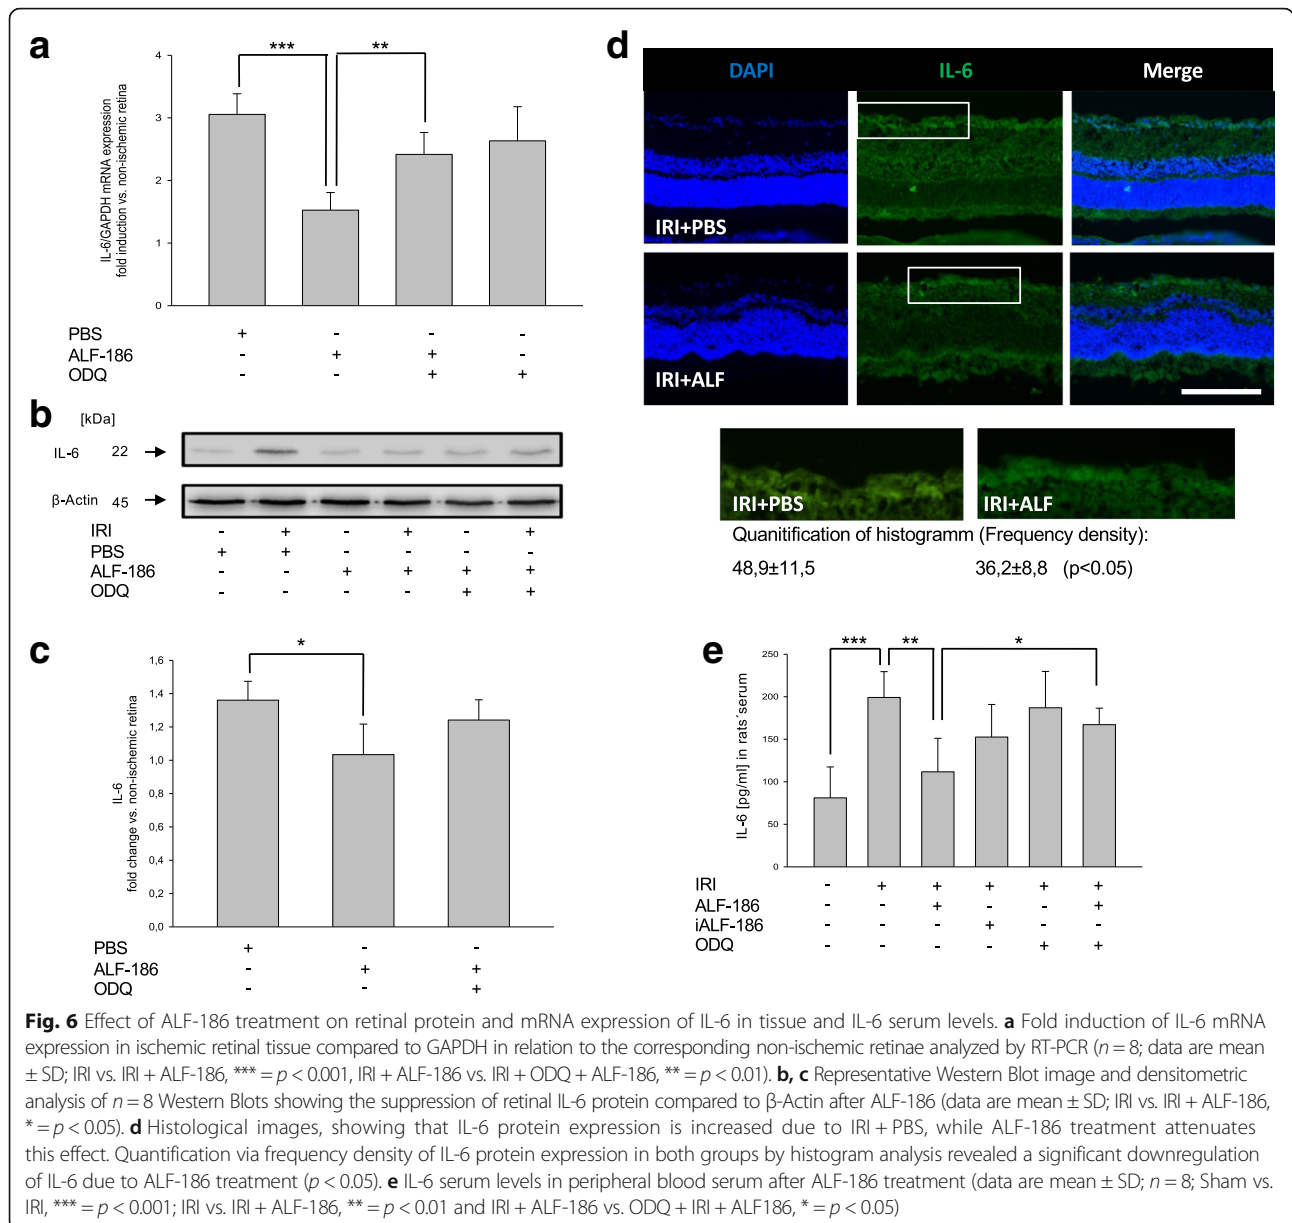 a
***
**
4
3
2
1
0
IL-6/GAPDH mRNA expression
fold induction vs. non-ischemic retina
PBS + - - -
ALF-186 - + + -
ODQ - - + +
b
[kDa]
IL-6 22
β-Actin 45
IRI - + - + - +
PBS + + - - - -
ALF-186 - - + + + +
ODQ - - - - + +
c
*
1,6
1,4
1,2
1,0
0,8
0,6
0,4
0,2
0,0
IL-6
fold change vs. non-ischemic retina
PBS + - -
ALF-186 - + +
ODQ - - +
d
DAPI IL-6 Merge
IRI+PBS
IRI+ALF
IRI+PBS IRI+ALF
Quanitification of histogramm (Frequency density):
48,9±11,5 36,2±8,8 (p<0.05)
e
*** ** *
250
200
150
100
50
0
IL-6 [pg/ml] in rats´serum
IRI - + + + + +
ALF-186 - - + - - +
iALF-186 - - - + - -
ODQ - - - - + +
Fig. 6 Effect of ALF-186 treatment on retinal protein and mRNA expression of IL-6 in tissue and IL-6 serum levels. a Fold induction of IL-6 mRNA
expression in ischemic retinal tissue compared to GAPDH in relation to the corresponding non-ischemic retinae analyzed by RT-PCR (n = 8; data are mean
± SD; IRI vs. IRI + ALF-186, *** = p < 0.001, IRI + ALF-186 vs. IRI + ODQ + ALF-186, ** = p < 0.01). b, c Representative Western Blot image and densitometric
analysis of n = 8 Western Blots showing the suppression of retinal IL-6 protein compared to β-Actin after ALF-186 (data are mean ± SD; IRI vs. IRI + ALF-186,
* = p < 0.05). d Histological images, showing that IL-6 protein expression is increased due to IRI + PBS, while ALF-186 treatment attenuates
this effect. Quantification via frequency density of IL-6 protein expression in both groups by histogram analysis revealed a significant downregulation
of IL-6 due to ALF-186 treatment (p < 0.05). e IL-6 serum levels in peripheral blood serum after ALF-186 treatment (data are mean ± SD; n = 8; Sham vs.
IRI, *** = p < 0.001; IRI vs. IRI + ALF-186, ** = p < 0.01 and IRI + ALF-186 vs. ODQ + IRI + ALF186, * = p < 0.05)